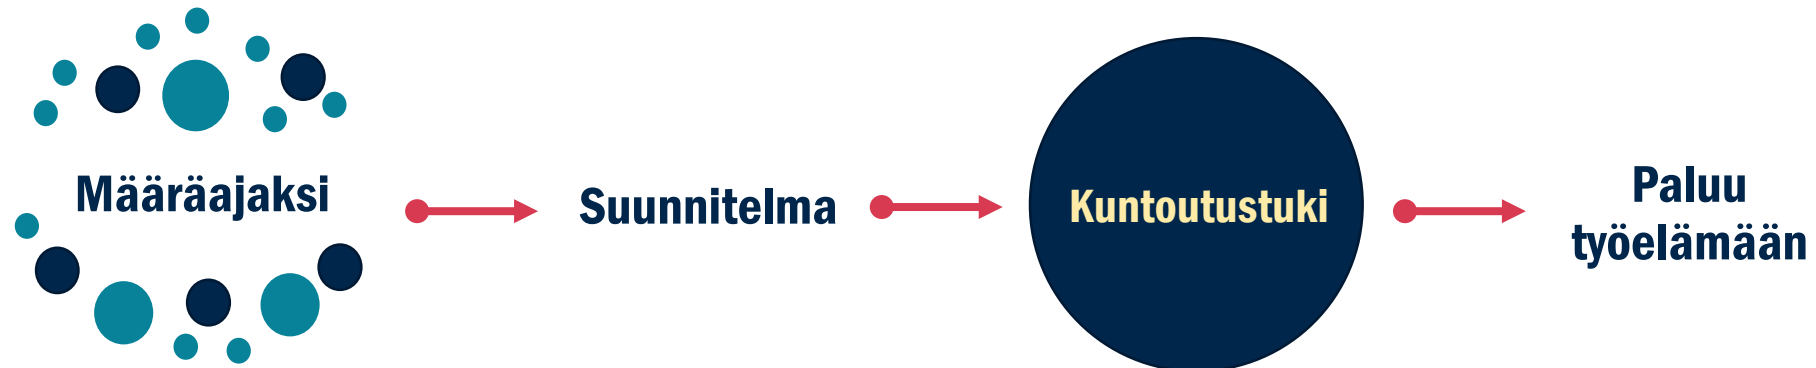 Määräajaksi
Suunnitelma
Kuntoutustuki
Paluu
työelämään